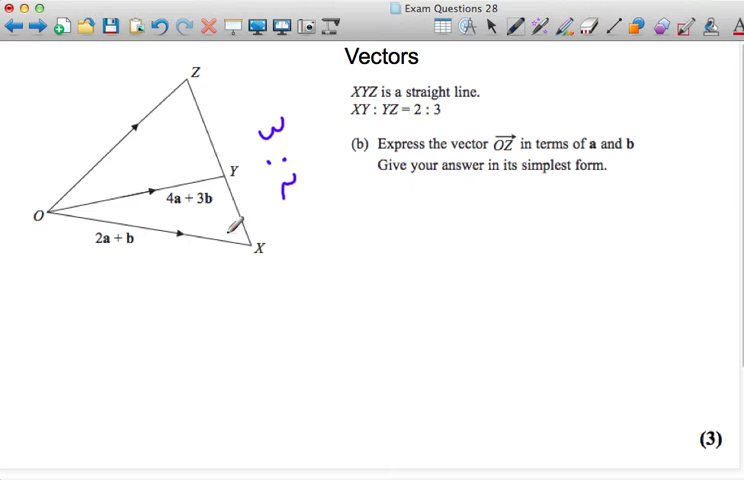 Exam Questions 28
A
Vectors
Z
XYZ is a straight line.
XY : YZ = 2 : 3
3
:
2
(b) Express the vector OZ in terms of a and b
Give your answer in its simplest form.
Y
4a + 3b
O
2a + b
X
(3)